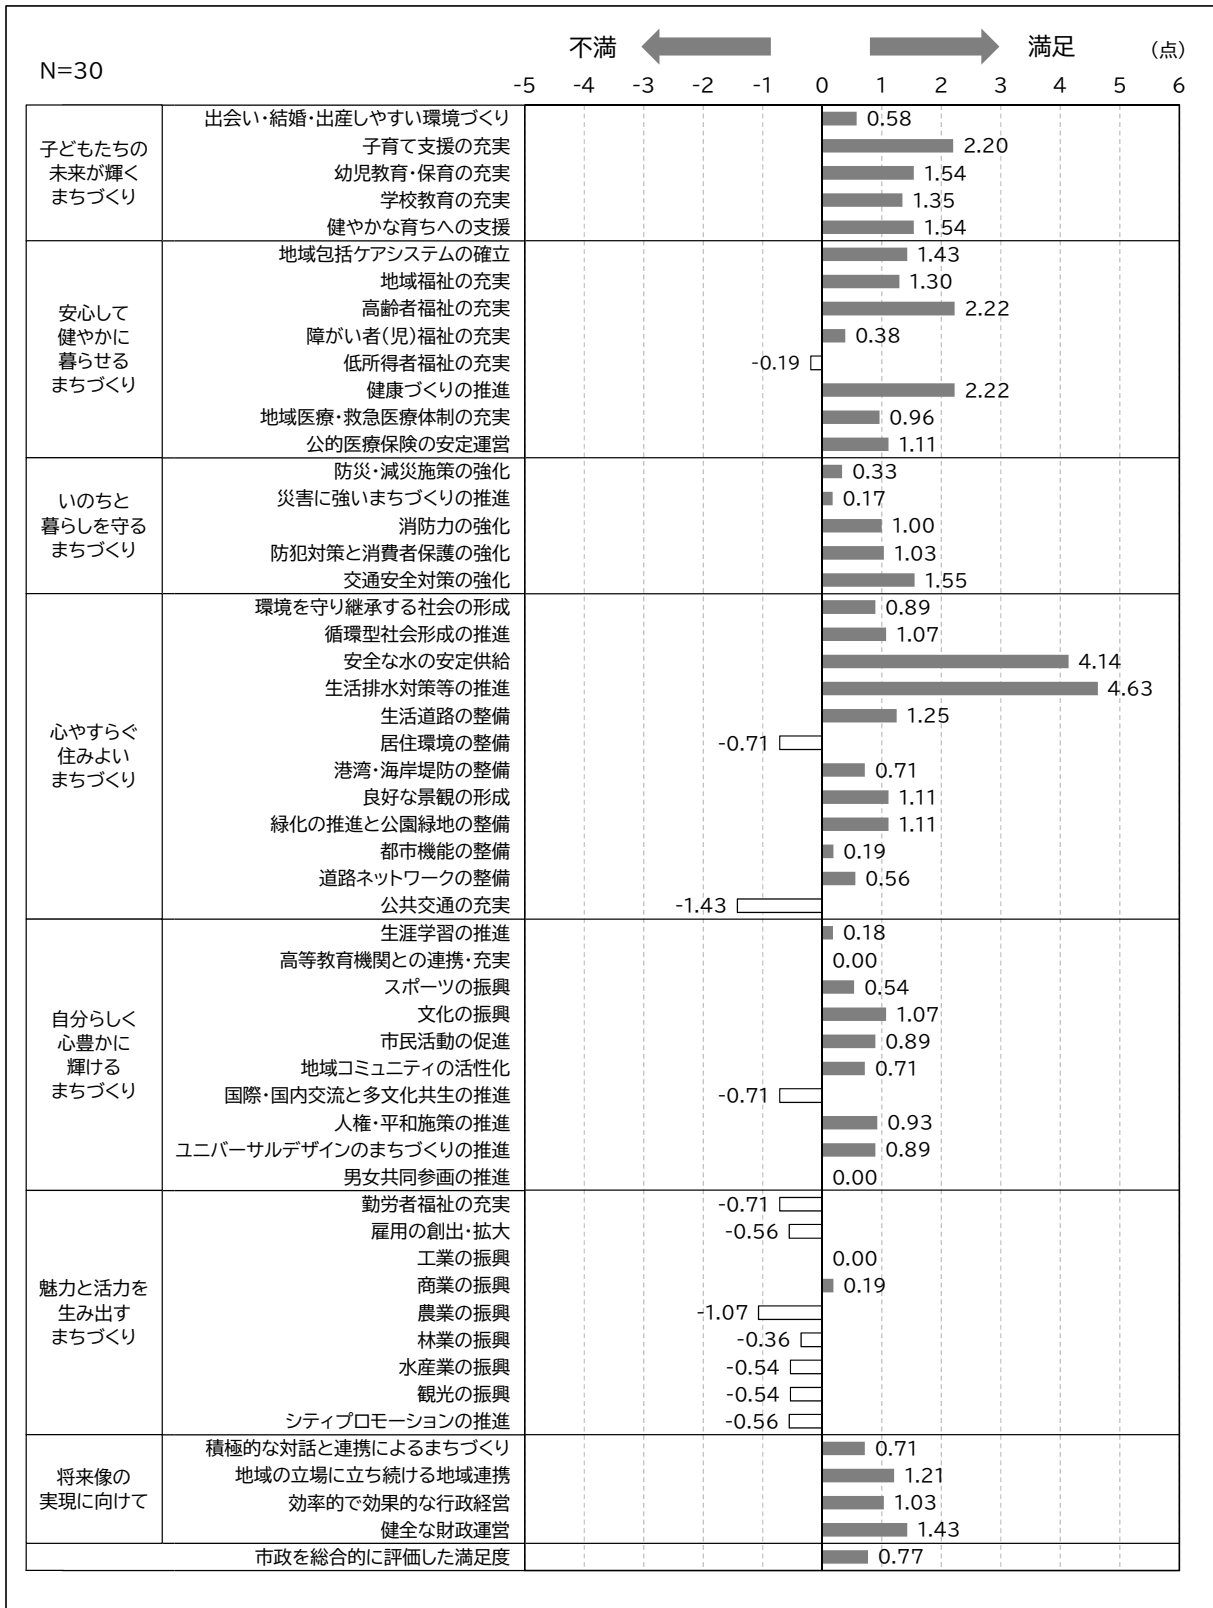 不満 満足 (点)
N=30
-5 -4 -3 -2 -1 0 1 2 3 4 5 6
子どもたちの
未来が輝く
まちづくり
出会い・結婚・出産しやすい環境づくり 0.58
子育て支援の充実 2.20
幼児教育・保育の充実 1.54
学校教育の充実 1.35
健やかな育ちへの支援 1.54
安心して
健やかに
暮らせる
まちづくり
地域包括ケアシステムの確立 1.43
地域福祉の充実 1.30
高齢者福祉の充実 2.22
障がい者(児)福祉の充実 0.38
低所得者福祉の充実 -0.19
健康づくりの推進 2.22
地域医療・救急医療体制の充実 0.96
公的医療保険の安定運営 1.11
いのちと
暮らしを守る
まちづくり
防災・減災施策の強化 0.33
災害に強いまちづくりの推進 0.17
消防力の強化 1.00
防犯対策と消費者保護の強化 1.03
交通安全対策の強化 1.55
心やすらぐ
住みよい
まちづくり
環境を守り継承する社会の形成 0.89
循環型社会形成の推進 1.07
安全な水の安定供給 4.14
生活排水対策等の推進 4.63
生活道路の整備 1.25
居住環境の整備 -0.71
港湾・海岸堤防の整備 0.71
良好な景観の形成 1.11
緑化の推進と公園緑地の整備 1.11
都市機能の整備 0.19
道路ネットワークの整備 0.56
公共交通の充実 -1.43
自分らしく
心豊かに
輝ける
まちづくり
生涯学習の推進 0.18
高等教育機関との連携・充実 0.00
スポーツの振興 0.54
文化の振興 1.07
市民活動の促進 0.89
地域コミュニティの活性化 0.71
国際・国内交流と多文化共生の推進 -0.71
人権・平和施策の推進 0.93
ユニバーサルデザインのまちづくりの推進 0.89
男女共同参画の推進 0.00
魅力と活力を
生み出す
まちづくり
勤労者福祉の充実 -0.71
雇用の創出・拡大 -0.56
工業の振興 0.00
商業の振興 0.19
農業の振興 -1.07
林業の振興 -0.36
水産業の振興 -0.54
観光の振興 -0.54
シティプロモーションの推進 -0.56
将来像の
実現に向けて
積極的な対話と連携によるまちづくり 0.71
地域の立場に立ち続ける地域連携 1.21
効率的で効果的な行政経営 1.03
健全な財政運営 1.43
市政を総合的に評価した満足度 0.77